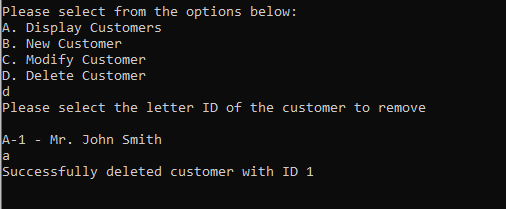 Please select from the options below:
A. Display Customers
B. New Customer
C. Modify Customer
D. Delete Customer
d
Please select the letter ID of the customer to remove
A-1 - Mr. John Smith
a
Successfully deleted customer with ID 1